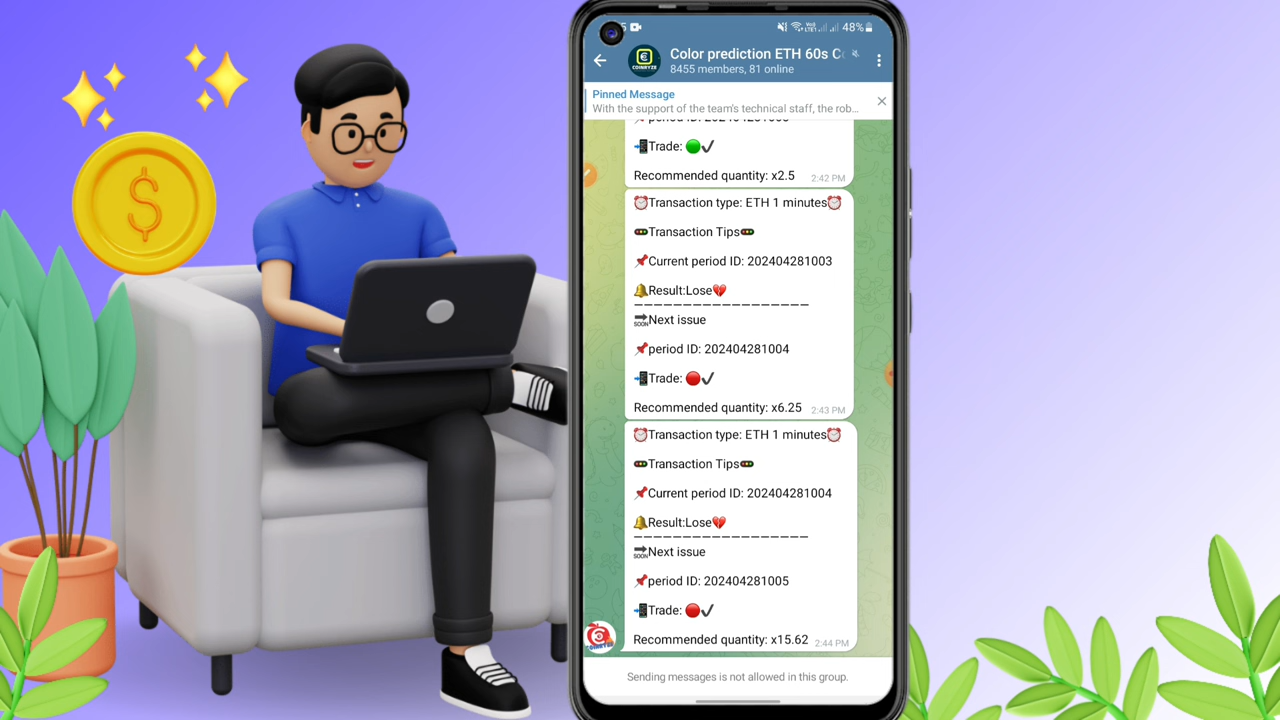 48%
Color prediction ETH 60s C
8455 members, 81 online
COINRYZE
Pinned Message
With the support of the team's technical staff, the rob...
Trade: 🟢✔
Recommended quantity: x2.5 2:42 PM
⏰Transaction type: ETH 1 minutes⏰
🚥Transaction Tips🚥
📌Current period ID: 202404281003
🔔Result:Lose💔
------------------
🔜Next issue
📌period ID: 202404281004
📲Trade: 🔴✔
Recommended quantity: x6.25 2:43 PM
⏰Transaction type: ETH 1 minutes⏰
🚥Transaction Tips🚥
📌Current period ID: 202404281004
🔔Result:Lose💔
------------------
🔜Next issue
📌period ID: 202404281005
📲Trade: 🔴✔
Recommended quantity: x15.62 2:44 PM
COINRYZE
Sending messages is not allowed in this group.
$